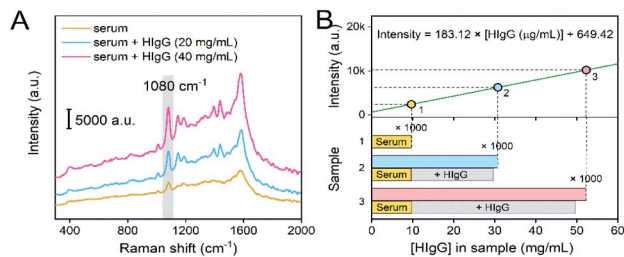 A
serum
serum + HIgG (20 mg/mL)
serum + HIgG (40 mg/mL)
1080 cm⁻¹
5000 a.u.
Intensity (a.u.)
400 800 1200 1600 2000
Raman shift (cm⁻¹)
B
Intensity = 183.12 × [HIgG (μg/mL)] + 649.42
Intensity (a.u.)
20k
10k
0
1
2
3
× 1000
× 1000
× 1000
Sample
1
Serum
2
Serum + HIgG
3
Serum + HIgG
0 10 20 30 40 50 60
[HIgG] in sample (mg/mL)